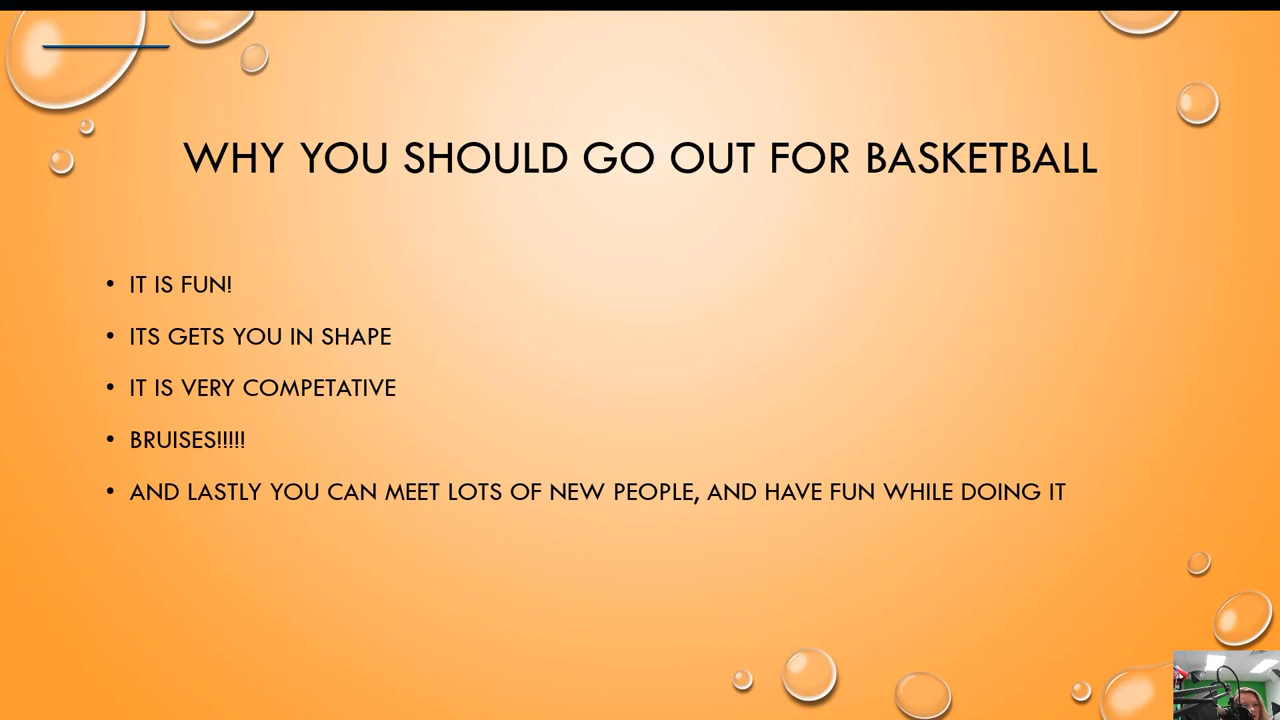 WHY YOU SHOULD GO OUT FOR BASKETBALL
• IT IS FUN!
• ITS GETS YOU IN SHAPE
• IT IS VERY COMPETATIVE
• BRUISES!!!!!
• AND LASTLY YOU CAN MEET LOTS OF NEW PEOPLE, AND HAVE FUN WHILE DOING IT